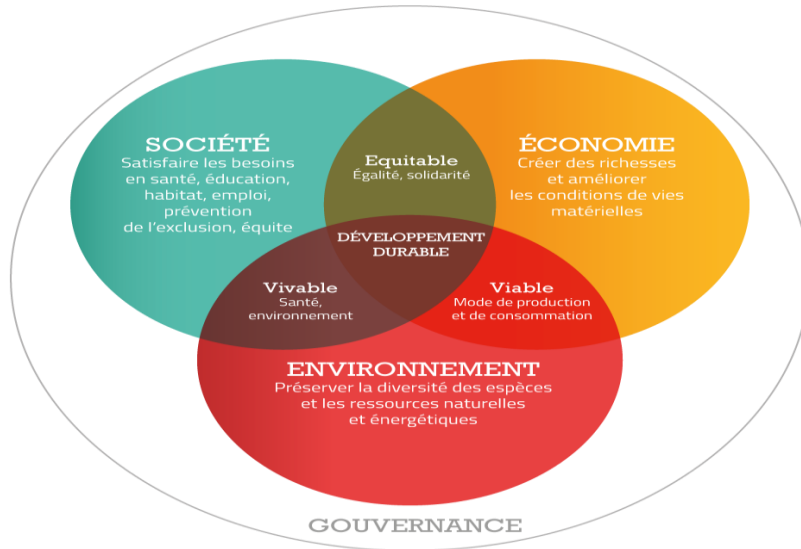 SOCIÉTÉ
Satisfaire les besoins
en santé, éducation,
habitat, emploi,
prévention
de l'exclusion, équite
Equitable
Égalité, solidarité
ÉCONOMIE
Créer des richesses
et améliorer
les conditions de vies
matérielles
DÉVELOPPEMENT
DURABLE
Vivable
Santé,
environnement
Viable
Mode de production
et de consommation
ENVIRONNEMENT
Préserver la diversité des espèces
et les ressources naturelles
et énergétiques
GOUVERNANCE